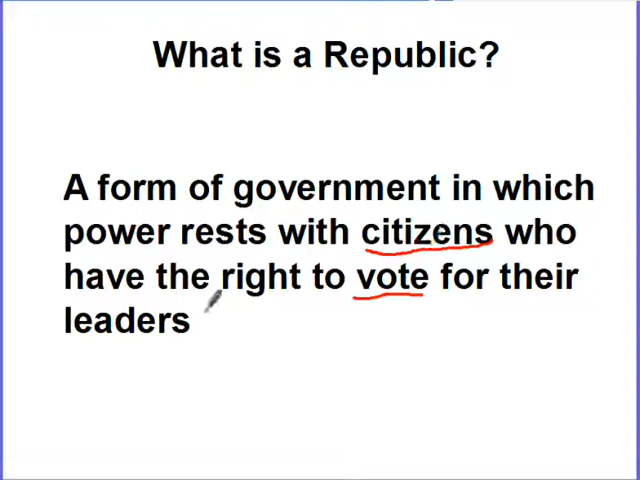 What is a Republic?
A form of government in which
power rests with citizens who
have the right to vote for their
leaders